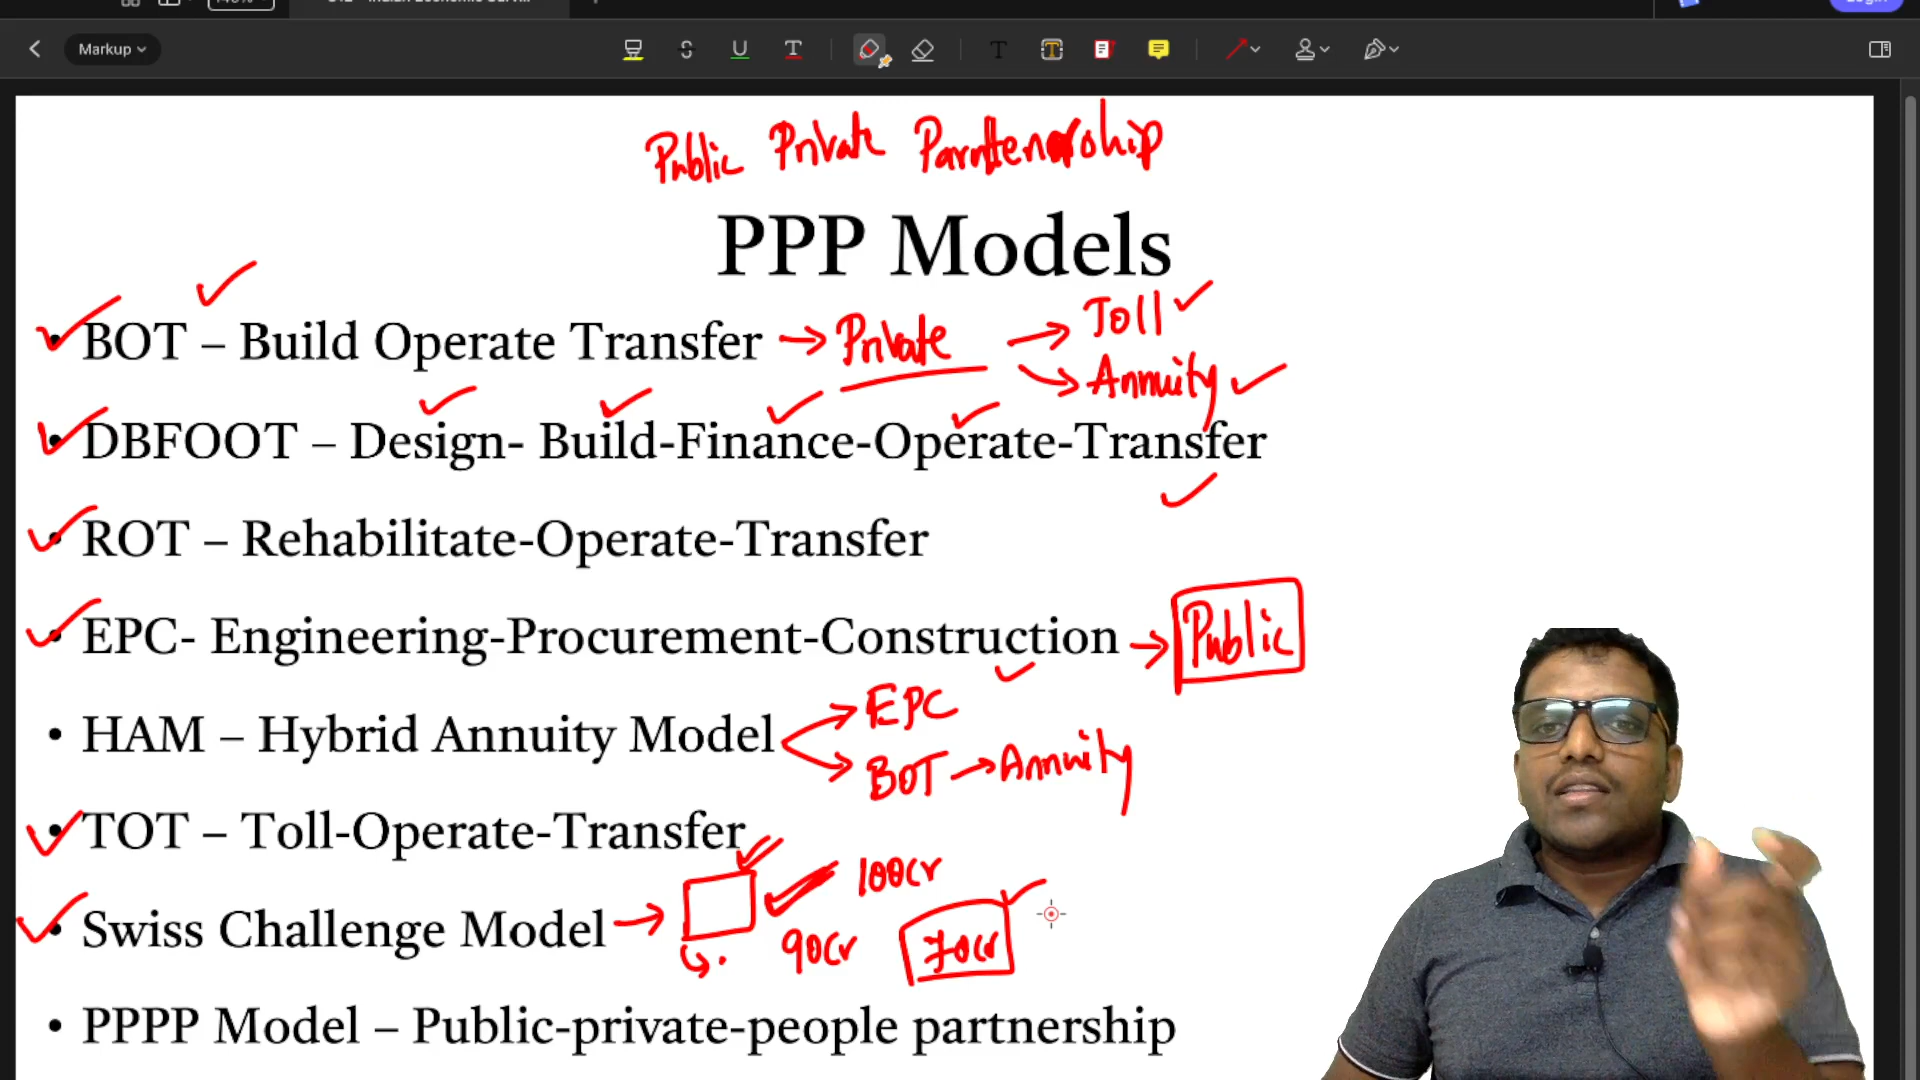 Markup
Public Private Parntenorship
PPP Models
• BOT – Build Operate Transfer → Private → Toll
→ Annuity
• DBFOOT – Design- Build-Finance-Operate-Transfer
• ROT – Rehabilitate-Operate-Transfer
• EPC- Engineering-Procurement-Construction → Public
EPC
• HAM – Hybrid Annuity Model
BOT → Annuity
• TOT – Toll-Operate-Transfer
100cr
• Swiss Challenge Model → 90cr 70cr
• PPPP Model – Public-private-people partnership